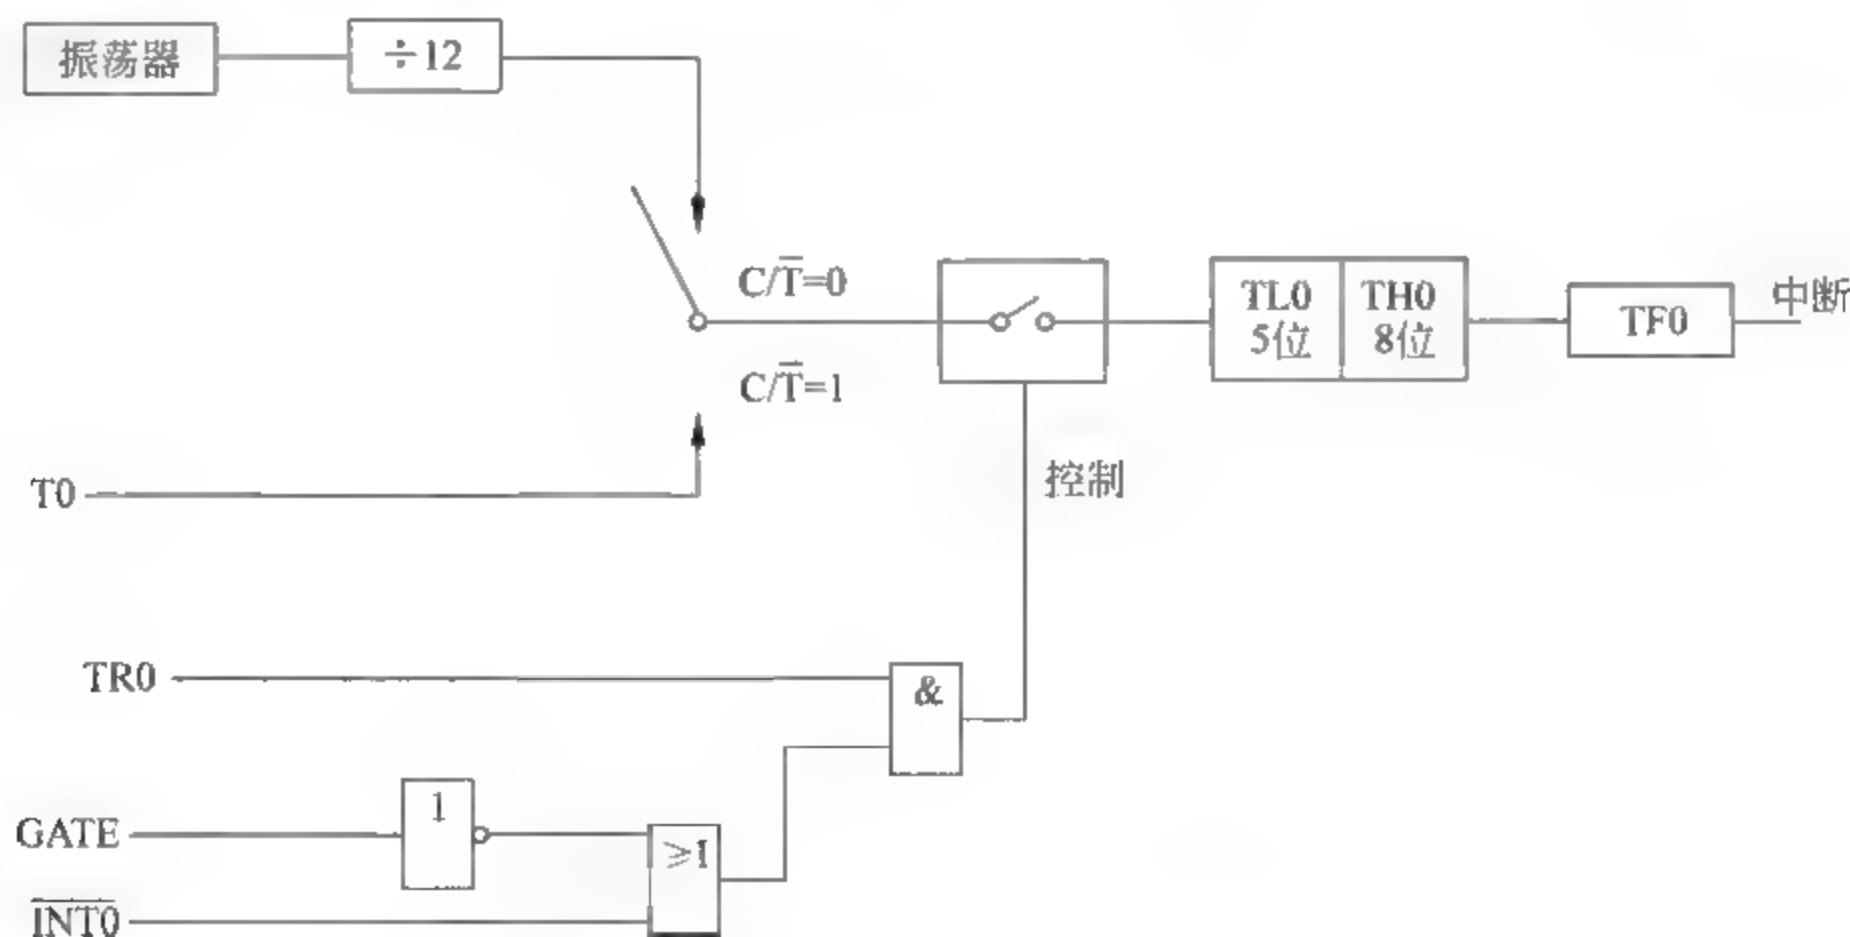 振荡器
÷12
C/T̅=0
C/T̅=1
TL0
5位
TH0
8位
TF0
中断
T0
控制
TR0
&
GATE
1
≥1
I̅N̅T̅0̅